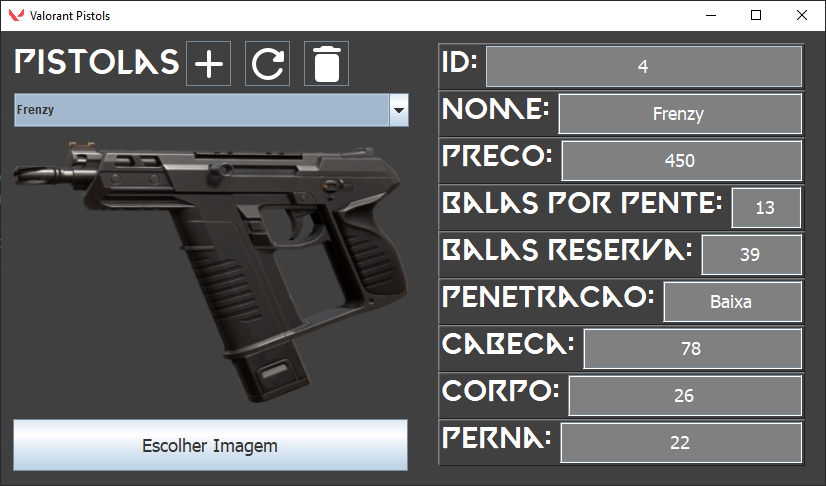 Valorant Pistols
PISTOLAS
Frenzy
Escolher Imagem
ID: 4
NOME: Frenzy
PRECO: 450
BALAS POR PENTE: 13
BALAS RESERVA: 39
PENETRACAO: Baixa
CABECA: 78
CORPO: 26
PERNA: 22